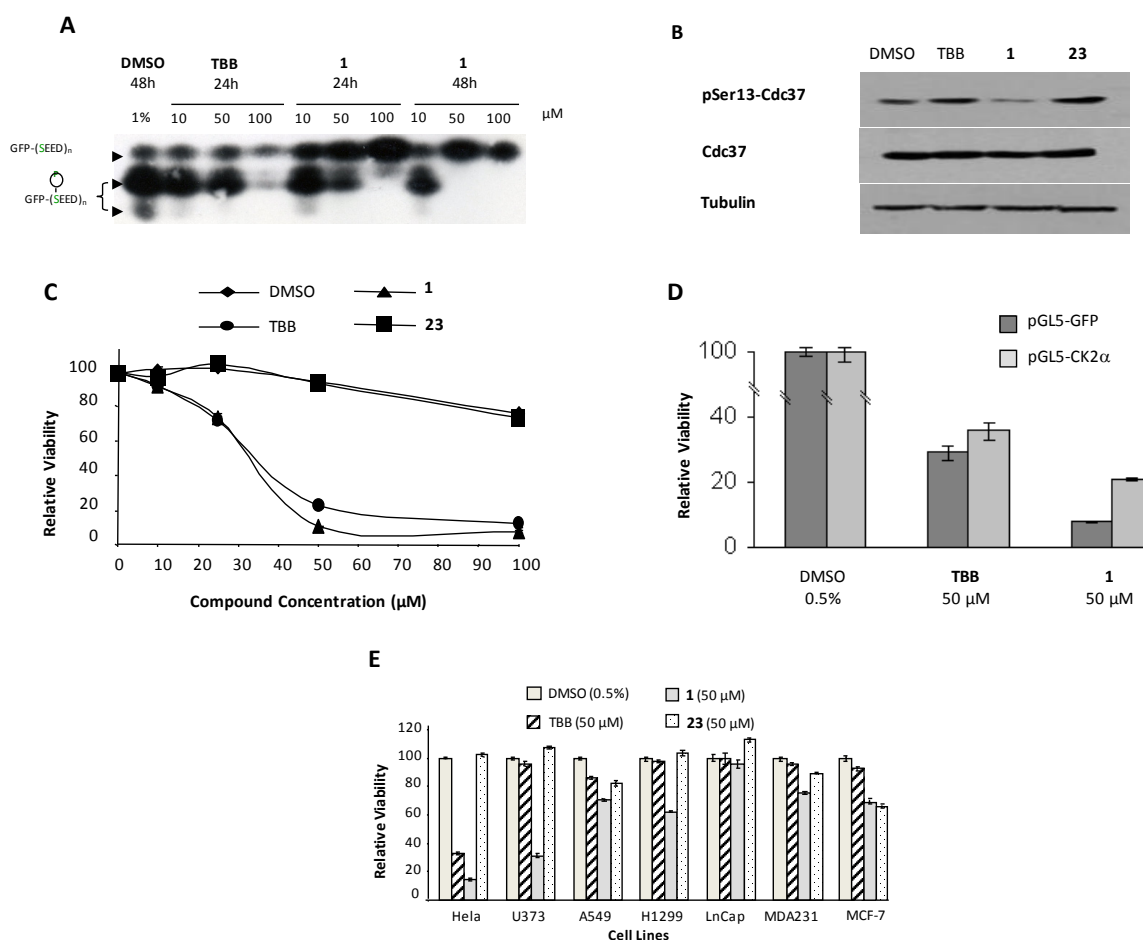 A
DMSO TBB 1 1
48h 24h 24h 48h
1% 10 50 100 10 50 100 10 50 100 µM
GFP-(SEED)n
P
GFP-(SEED)n
B
DMSO TBB 1 23
pSer13-Cdc37
Cdc37
Tubulin
C
DMSO 1
TBB 23
Relative Viability
100
80
60
40
20
0
0 10 20 30 40 50 60 70 80 90 100
Compound Concentration (µM)
D
pGL5-GFP
pGL5-CK2α
Relative Viability
100
40
20
0
DMSO TBB 1
0.5% 50 µM 50 µM
E
DMSO (0.5%) 1 (50 µM)
TBB (50 µM) 23 (50 µM)
Relative Viability
120
100
80
60
40
20
0
Hela U373 A549 H1299 LnCap MDA231 MCF-7
Cell Lines